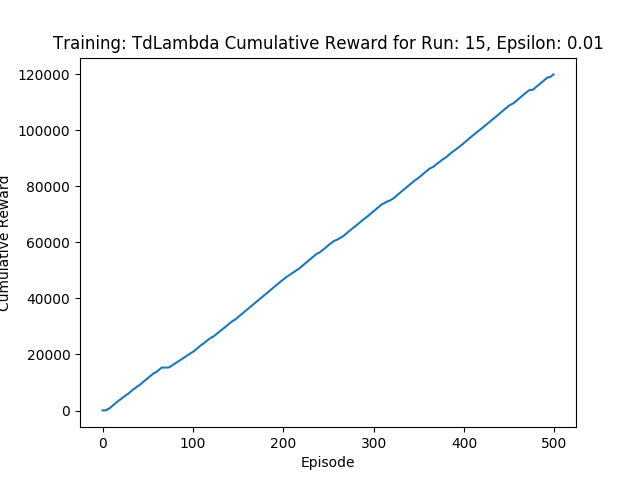 Training: TdLambda Cumulative Reward for Run: 15, Epsilon: 0.01
120000
100000
80000
60000
40000
20000
0
Cumulative Reward
0 100 200 300 400 500
Episode